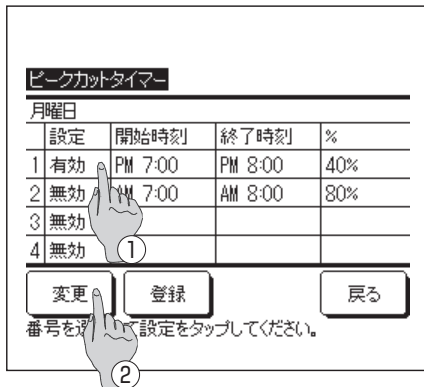 ピークカットタイマー
月曜日
設定 開始時刻 終了時刻 %
1 有効 PM 7:00 PM 8:00 40%
2 無効 AM 7:00 AM 8:00 80%
3 無効
4 無効
①
変更 登録 戻る
番号を て設定をタップしてください。
②